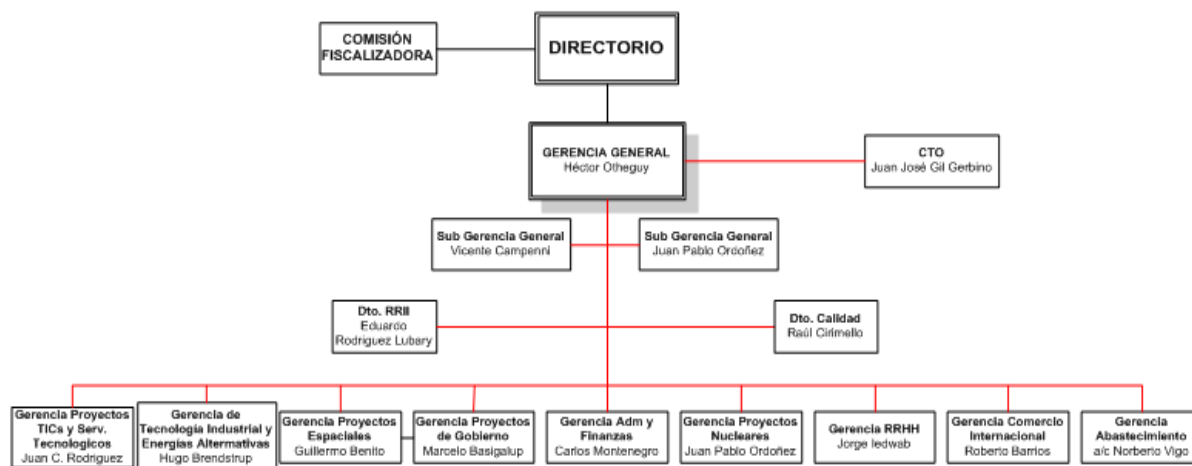 COMISIÓN
FISCALIZADORA
DIRECTORIO
GERENCIA GENERAL
Héctor Otheguy
CTO
Juan José Gil Gerbino
Sub Gerencia General
Vicente Campenni
Sub Gerencia General
Juan Pablo Ordoñez
Dto. RRII
Eduardo
Rodriguez Lubary
Dto. Calidad
Raúl Cirimello
Gerencia Proyectos
TICs y Serv.
Tecnologicos
Juan C. Rodriguez
Gerencia de
Tecnología Industrial y
Energías Altermativas
Hugo Brendstrup
Gerencia Proyectos
Espaciales
Guillermo Benito
Gerencia Proyectos
de Gobierno
Marcelo Basigalup
Gerencia Adm y
Finanzas
Carlos Montenegro
Gerencia Proyectos
Nucleares
Juan Pablo Ordoñez
Gerencia RRHH
Jorge Iedwab
Gerencia Comercio
Internacional
Roberto Barrios
Gerencia
Abastecimiento
a/c Norberto Vigo